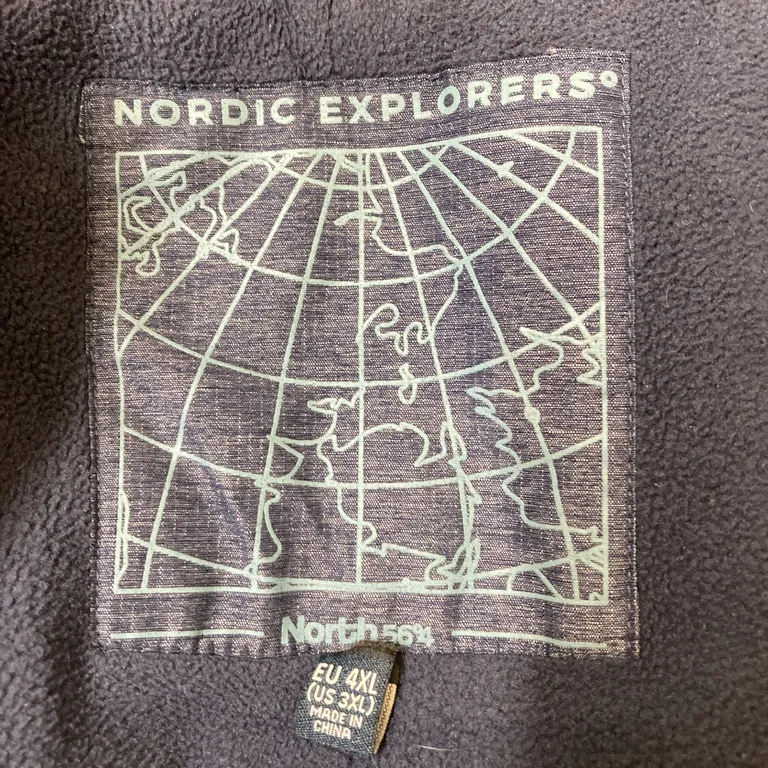 NORDIC EXPLORERS°
North 56°4
EU 4XL
(US 3XL)
MADE IN
CHINA